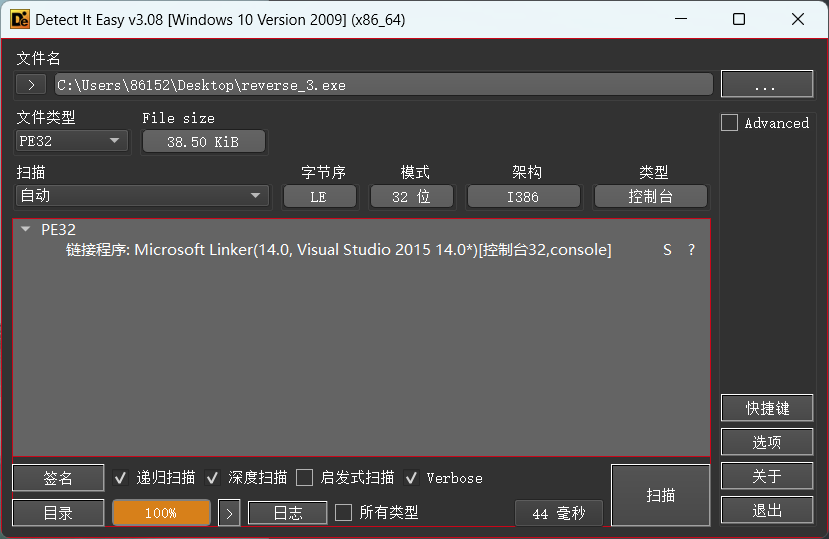 Detect It Easy v3.08 [Windows 10 Version 2009] (x86_64)
文件名
> C:\Users\86152\Desktop\reverse_3.exe ...
文件类型 File size
PE32 38.50 KiB
Advanced
扫描 字节序 模式 架构 类型
自动 LE 32 位 I386 控制台
PE32
链接程序: Microsoft Linker(14.0, Visual Studio 2015 14.0*)[控制台32,console] S ?
快捷键
选项
关于
退出
签名 递归扫描 深度扫描 启发式扫描 Verbose
扫描
目录 100% > 日志 所有类型 44 毫秒